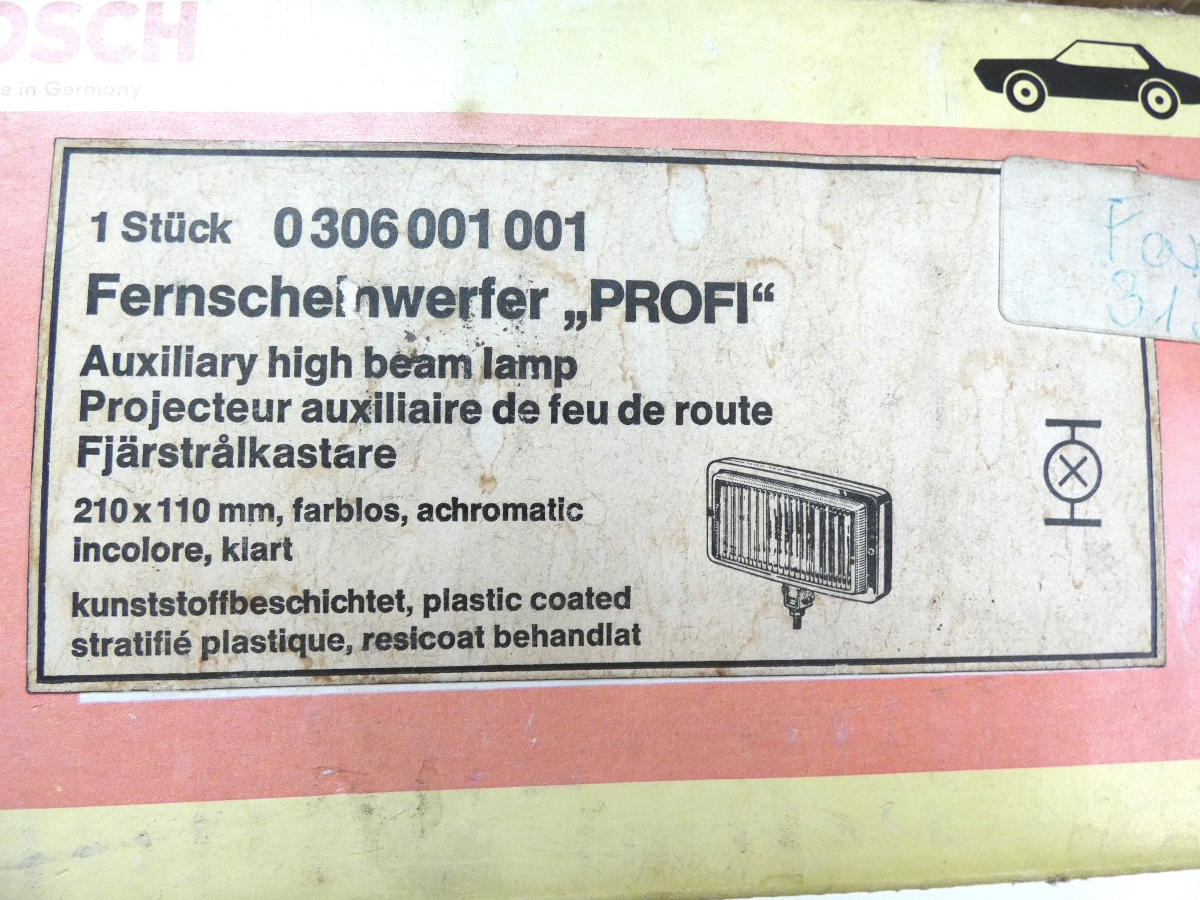 OSCH
e in Germany
1 Stück 0 306 001 001
Fernscheinwerfer „PROFI“
Auxiliary high beam lamp
Projecteur auxiliaire de feu de route
Fjärstrålkastare
210 x 110 mm, farblos, achromatic
incolore, klart
kunststoffbeschichtet, plastic coated
stratifié plastique, resicoat behandlat